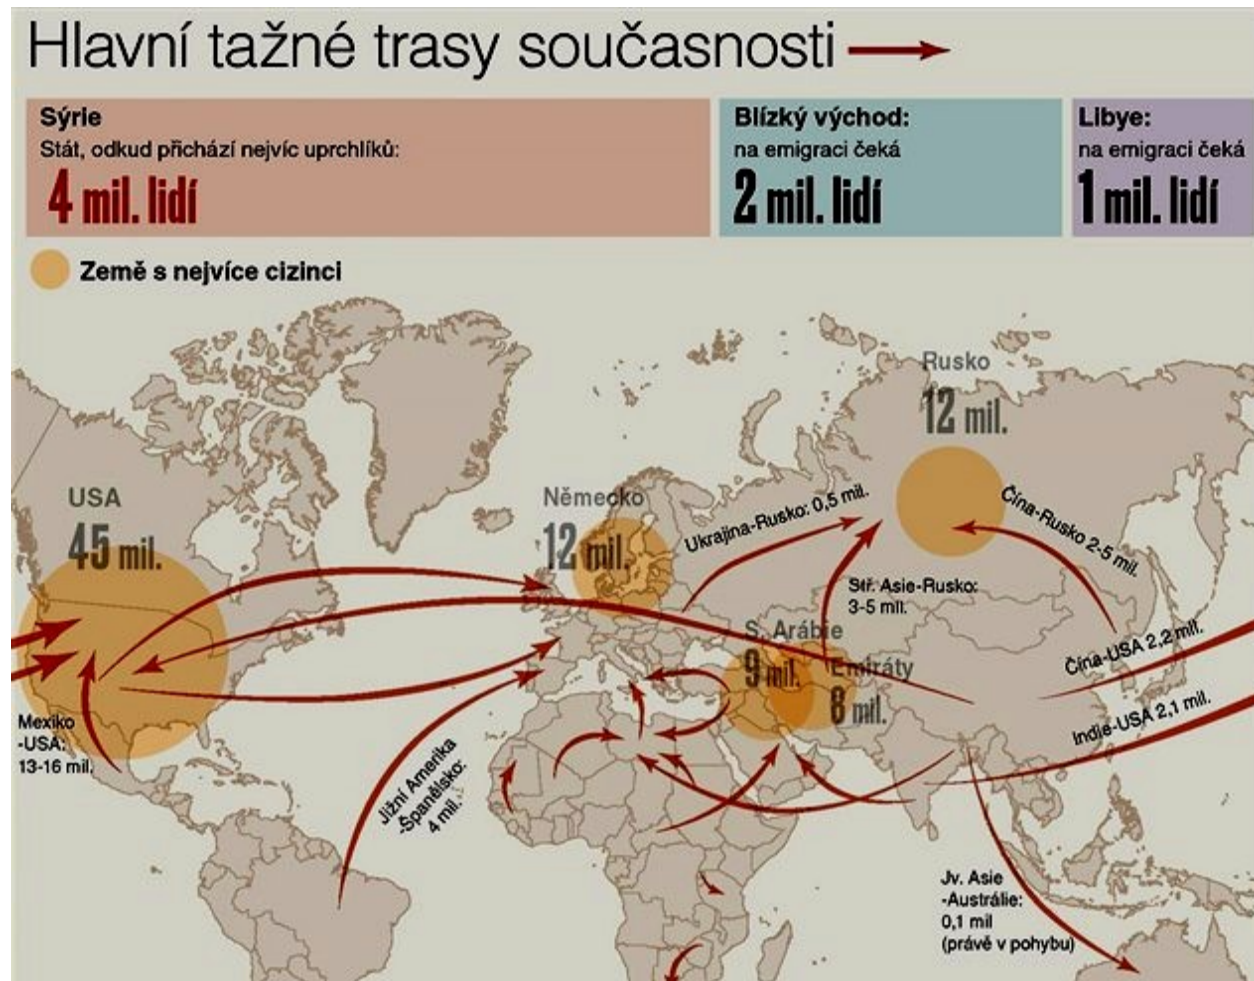 Hlavní tažné trasy současnosti
Sýrie
Stát, odkud přichází nejvíc uprchlíků:
4 mil. lidí
Blízký východ:
na emigraci čeká
2 mil. lidí
Libye:
na emigraci čeká
1 mil. lidí
Země s nejvíce cizinci
Rusko
12 mil.
USA
45 mil.
Německo
12 mil.
Ukrajina-Rusko: 0,5 mil.
Čína-Rusko 2-5 mil.
Stř. Asie-Rusko:
3-5 mil.
S. Arábie
9 mil.
Emiráty
8 mil.
Čína-USA 2,2 mil.
Indie-USA 2,1 mil.
Mexiko
-USA:
13-16 mil.
Jižní Amerika
-Španělsko:
4 mil.
Jv. Asie
-Austrálie:
0,1 mil
(právě v pohybu)